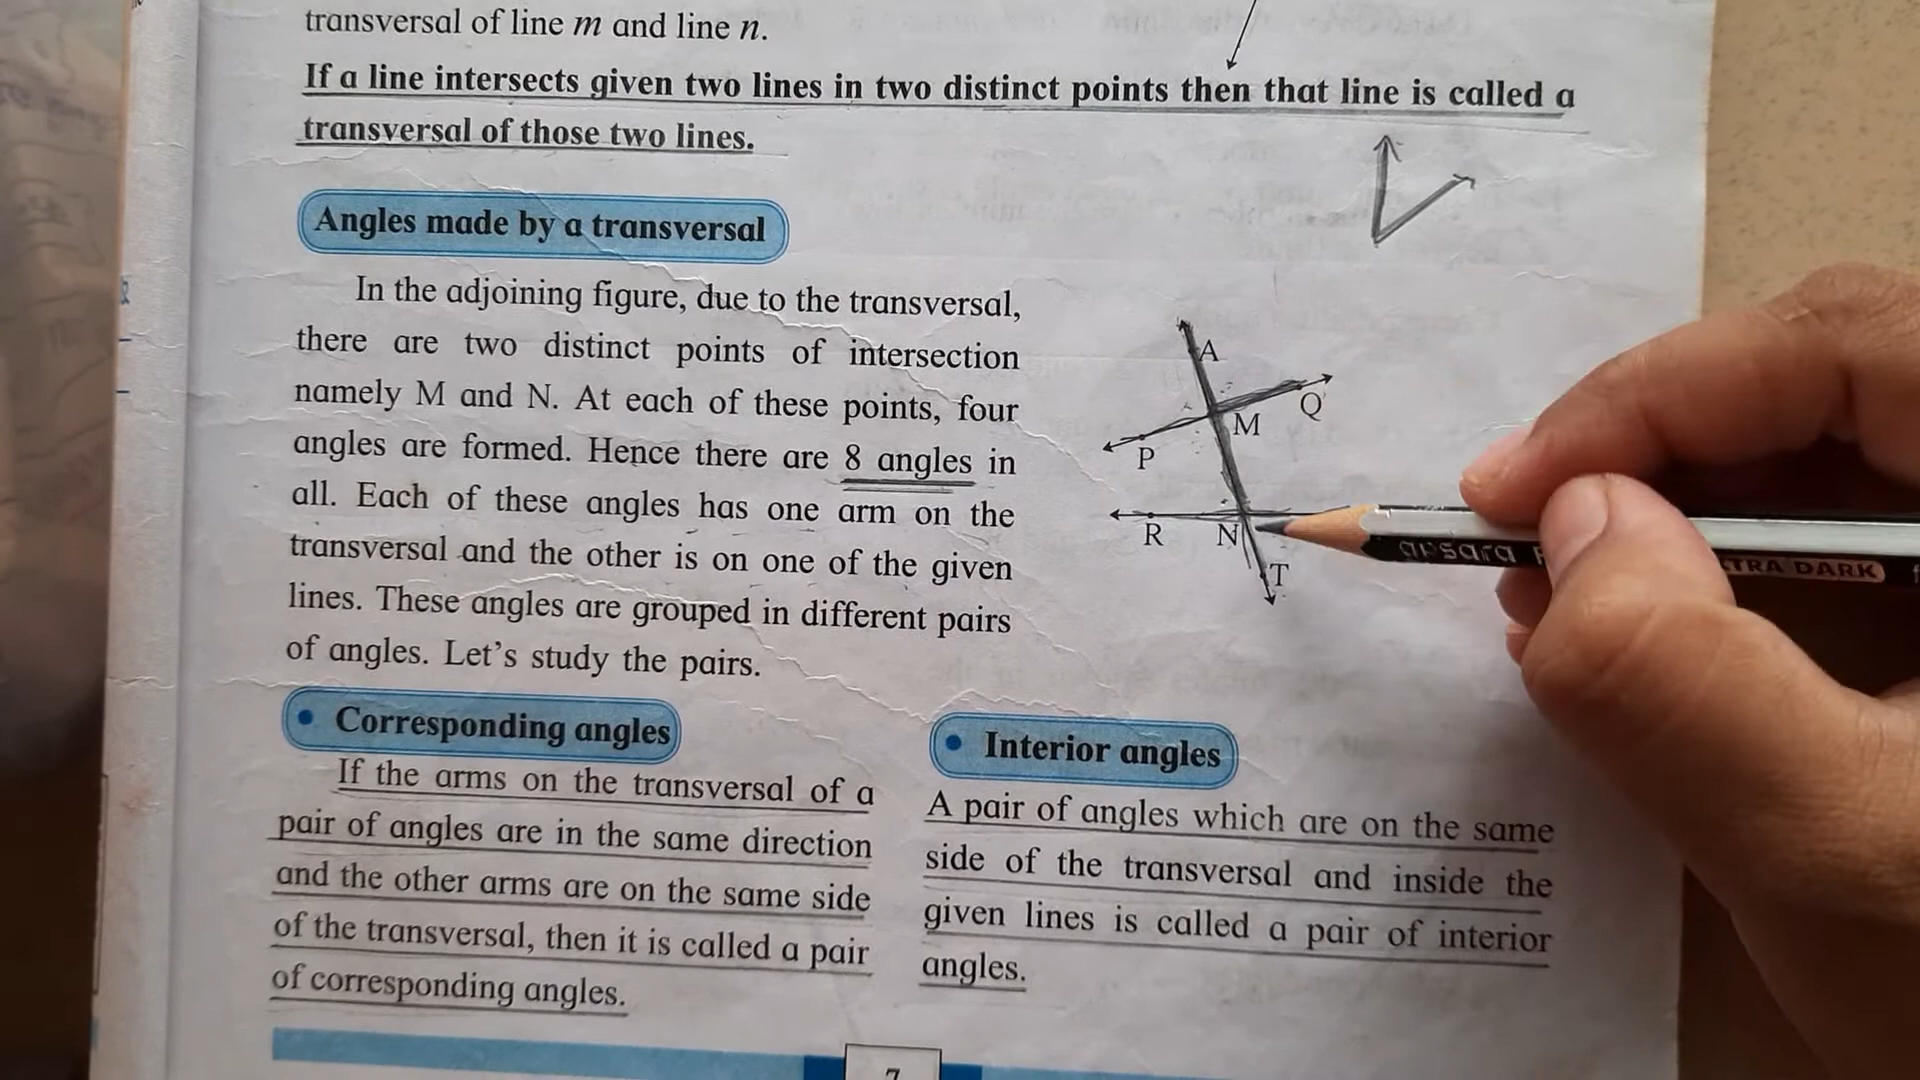 transversal of line m and line n.
If a line intersects given two lines in two distinct points then that line is called a
transversal of those two lines.
Angles made by a transversal
In the adjoining figure, due to the transversal,
there are two distinct points of intersection
namely M and N. At each of these points, four
angles are formed. Hence there are 8 angles in
all. Each of these angles has one arm on the
transversal and the other is on one of the given
lines. These angles are grouped in different pairs
of angles. Let's study the pairs.
A
Q
M
P
R
N
T
apsara
EXTRA DARK
• Corresponding angles
If the arms on the transversal of a
pair of angles are in the same direction
and the other arms are on the same side
of the transversal, then it is called a pair
of corresponding angles.
• Interior angles
A pair of angles which are on the same
side of the transversal and inside the
given lines is called a pair of interior
angles.
7